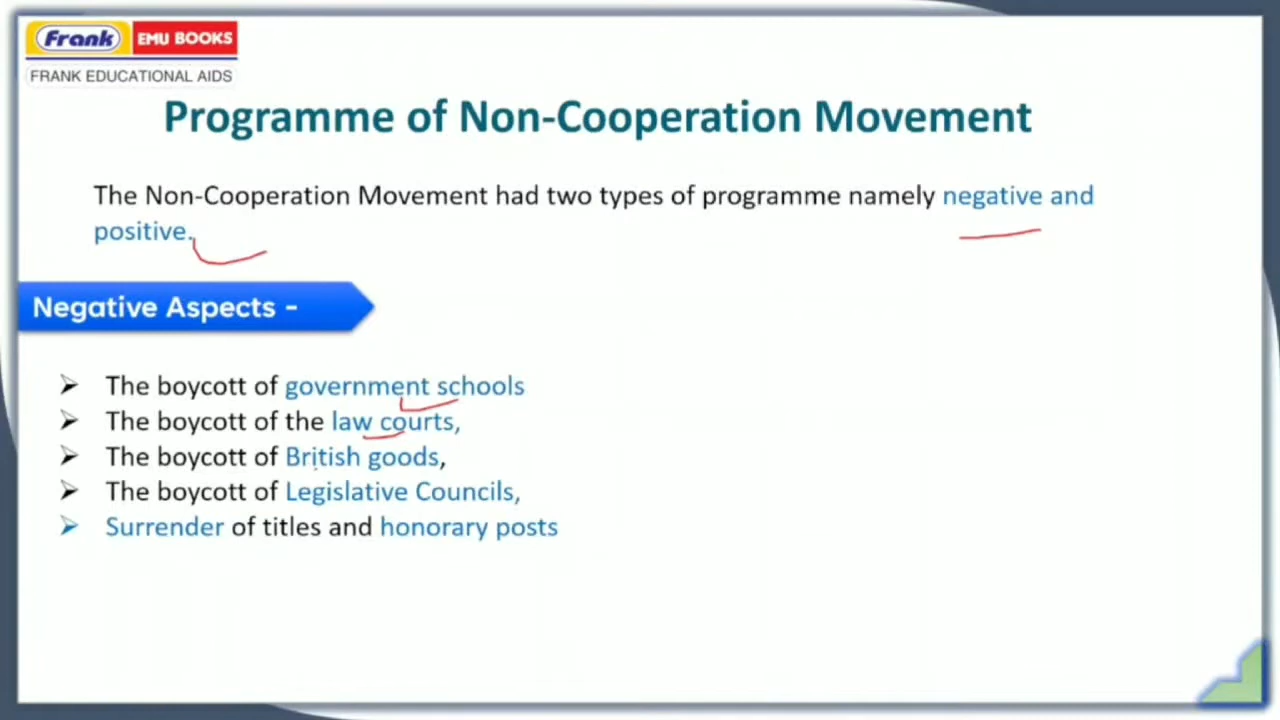 Frank EMU BOOKS
FRANK EDUCATIONAL AIDS
Programme of Non-Cooperation Movement
The Non-Cooperation Movement had two types of programme namely negative and
positive.
Negative Aspects -
➤ The boycott of government schools
➤ The boycott of the law courts,
➤ The boycott of British goods,
➤ The boycott of Legislative Councils,
➤ Surrender of titles and honorary posts